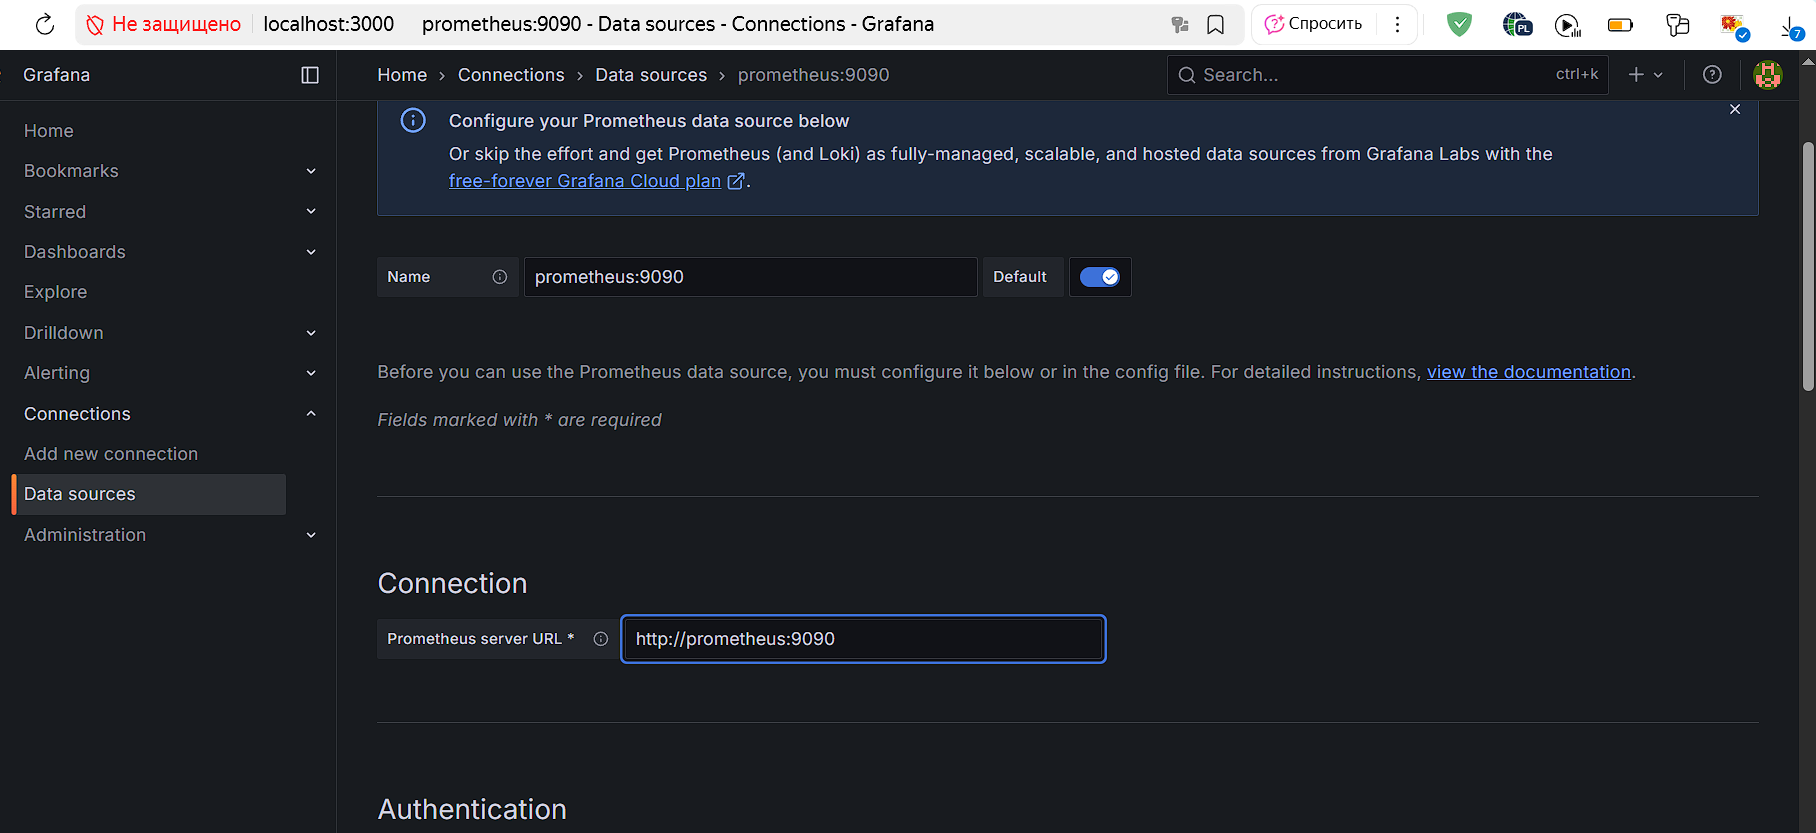 Не защищено localhost:3000 prometheus:9090 - Data sources - Connections - Grafana Спросить PL 7
Grafana
Home › Connections › Data sources › prometheus:9090
Search... ctrl+k
Home
Bookmarks
Starred
Dashboards
Explore
Drilldown
Alerting
Connections
Add new connection
Data sources
Administration
Configure your Prometheus data source below
Or skip the effort and get Prometheus (and Loki) as fully-managed, scalable, and hosted data sources from Grafana Labs with the
free-forever Grafana Cloud plan.
Name prometheus:9090 Default
Before you can use the Prometheus data source, you must configure it below or in the config file. For detailed instructions, view the documentation.
Fields marked with * are required
Connection
Prometheus server URL * http://prometheus:9090
Authentication